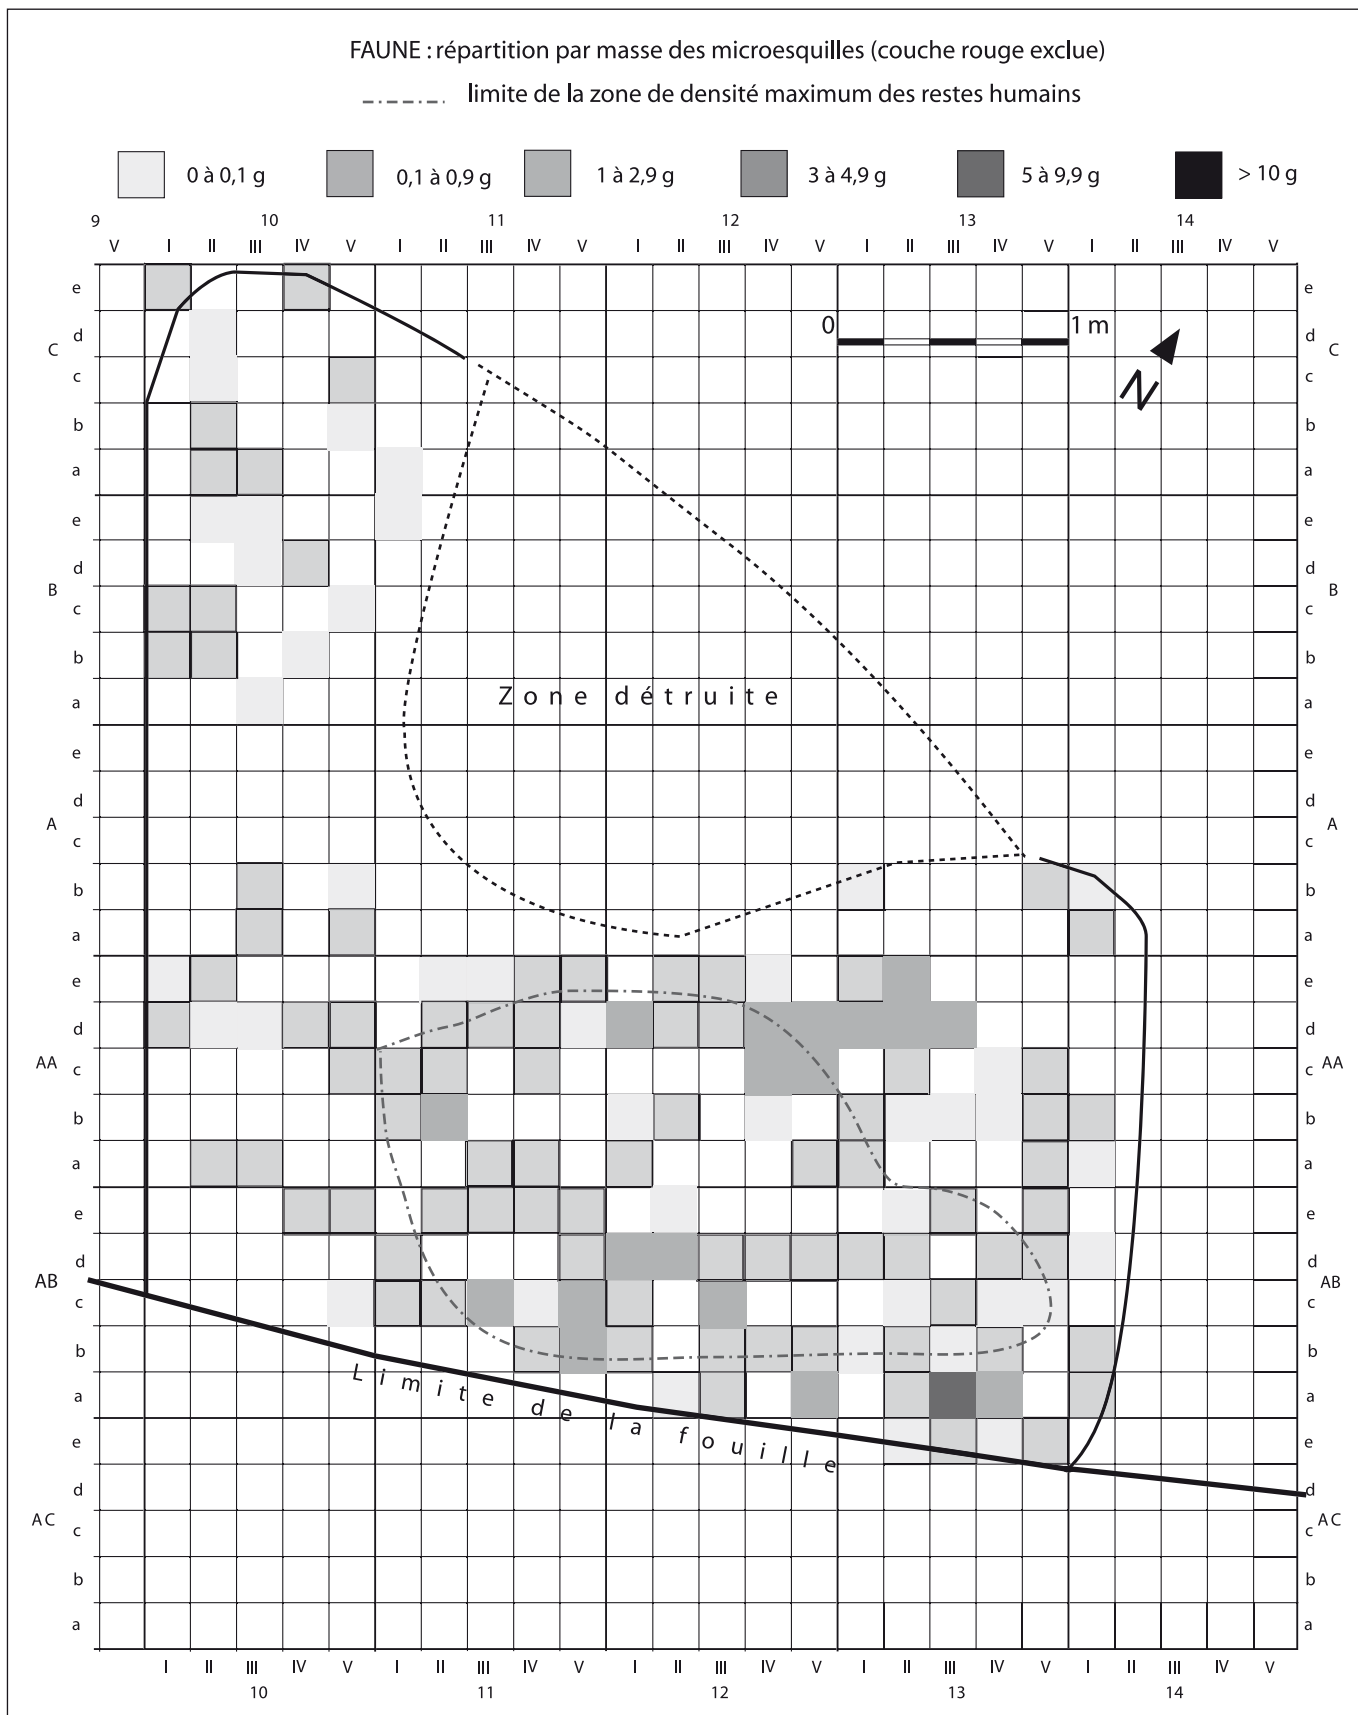 FAUNE : répartition par masse des microesquilles (couche rouge exclue)
limite de la zone de densité maximum des restes humains
0 à 0,1 g 0,1 à 0,9 g 1 à 2,9 g 3 à 4,9 g 5 à 9,9 g > 10 g
9 10 11 12 13 14
V I II III IV V I II III IV V I II III IV V I II III IV V I II III IV V
e e
0 1 m
d d
C C
c c
N
b b
a a
e e
d d
B B
c c
b b
Zone détruite
a a
e e
d d
A A
c c
b b
a a
e e
d d
AA c c AA
b b
a a
e e
d d
AB AB
c c
b b
Limite de la fouille
a a
e e
d d
AC c c AC
b b
a a
I II III IV V I II III IV V I II III IV V I II III IV V I II III IV V
10 11 12 13 14